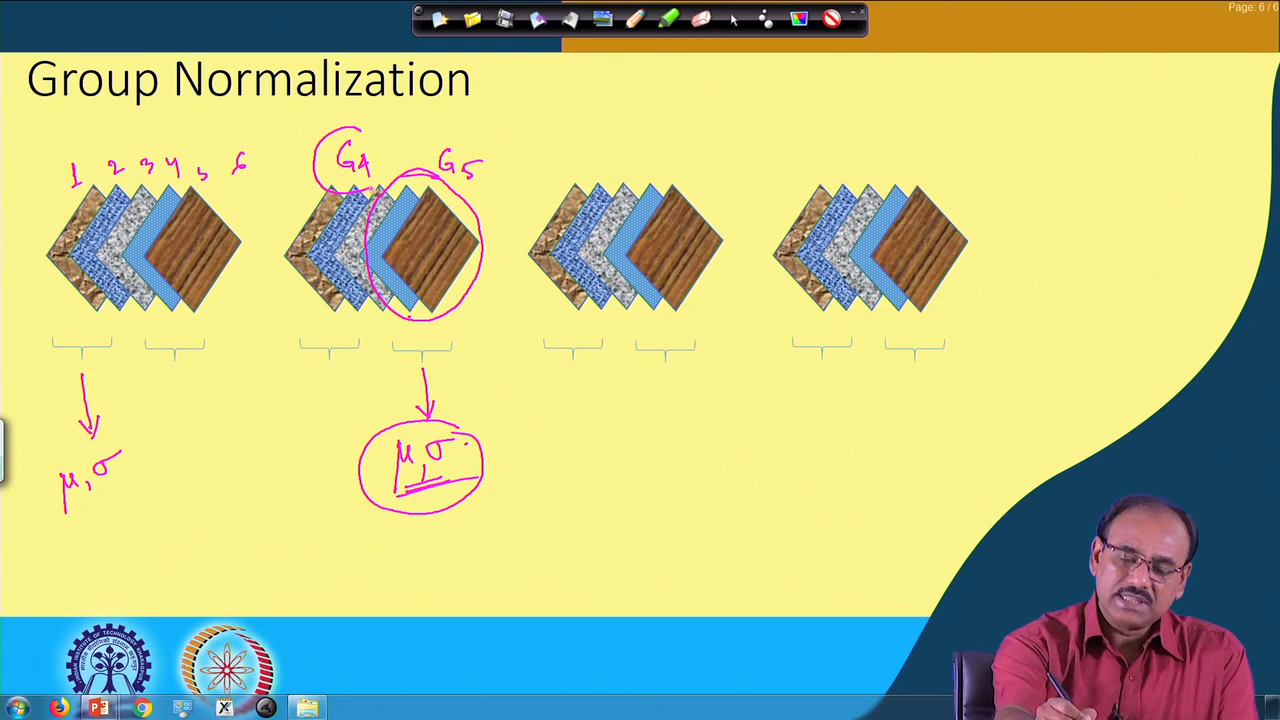 Page: 6 / 6
Group Normalization
1 2 3 4 5 6
G4 G5
μ, σ
μ, σ